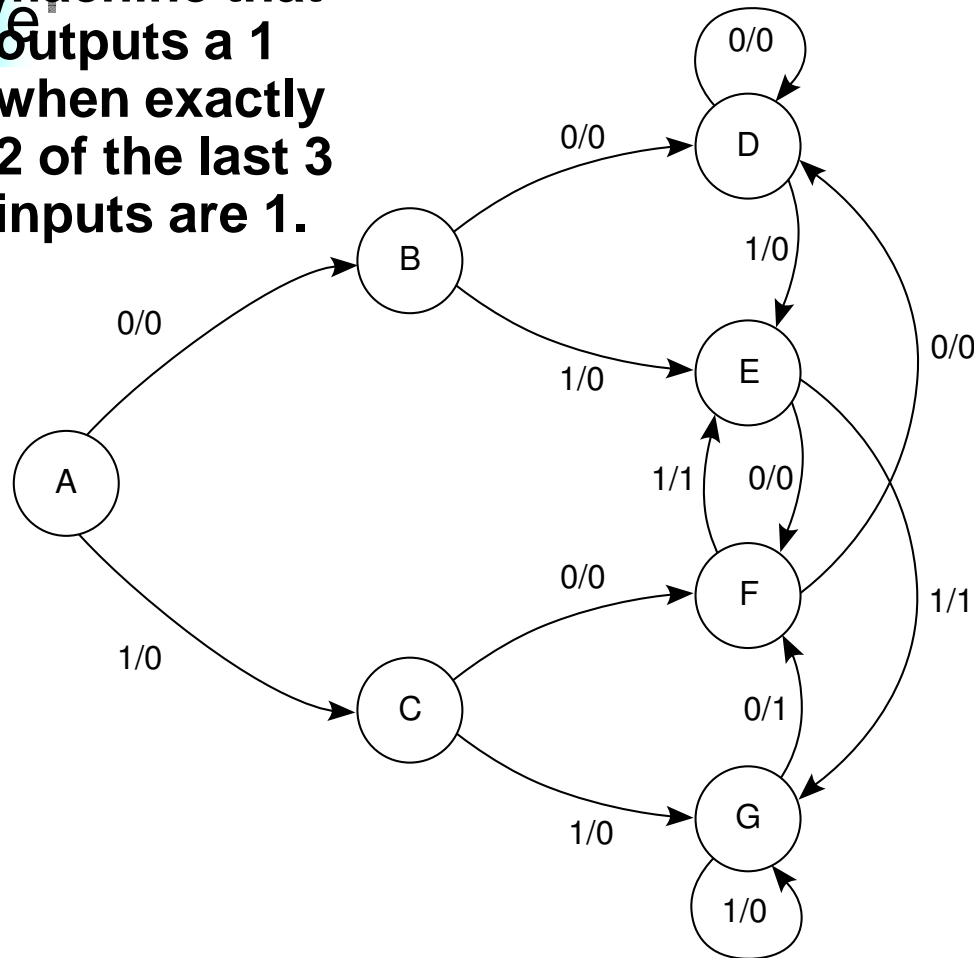 outputs a 1
when exactly
2 of the last 3
inputs are 1.
0/0
D
0/0
B
1/0
0/0
1/0
E
0/0
A
1/1
0/0
0/0
F
1/1
1/0
C
0/1
G
1/0
1/0